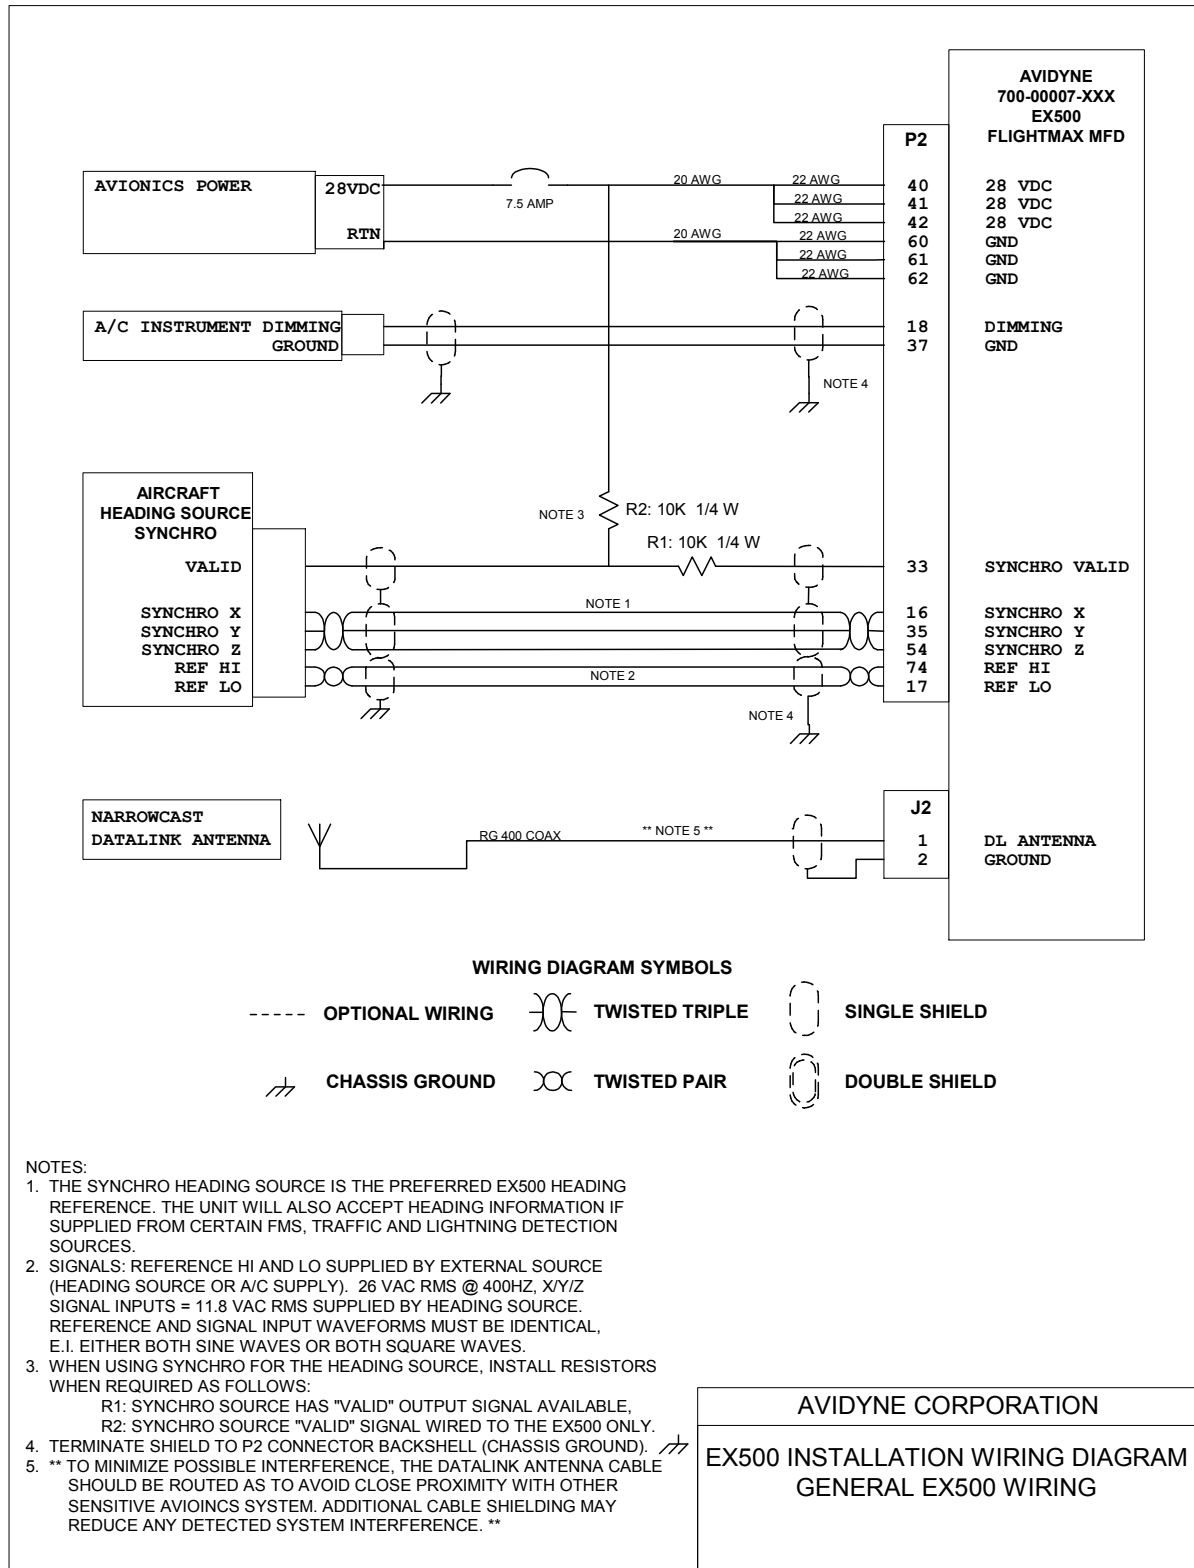 AVIDYNE
700-00007-XXX
EX500
FLIGHTMAX MFD
P2
AVIONICS POWER
28VDC
RTN
7.5 AMP
20 AWG
22 AWG
40
28 VDC
22 AWG
41
28 VDC
22 AWG
42
28 VDC
20 AWG
22 AWG
60
GND
22 AWG
61
GND
22 AWG
62
GND
A/C INSTRUMENT DIMMING
GROUND
18
DIMMING
37
GND
NOTE 4
AIRCRAFT
HEADING SOURCE
SYNCHRO
NOTE 3
R2: 10K 1/4 W
R1: 10K 1/4 W
VALID
33
SYNCHRO VALID
NOTE 1
SYNCHRO X
16
SYNCHRO X
SYNCHRO Y
35
SYNCHRO Y
SYNCHRO Z
54
SYNCHRO Z
REF HI
74
REF HI
NOTE 2
REF LO
17
REF LO
NOTE 4
NARROWCAST
DATALINK ANTENNA
RG 400 COAX
** NOTE 5 **
J2
1
DL ANTENNA
2
GROUND
WIRING DIAGRAM SYMBOLS
OPTIONAL WIRING
TWISTED TRIPLE
SINGLE SHIELD
CHASSIS GROUND
TWISTED PAIR
DOUBLE SHIELD
NOTES:
1. THE SYNCHRO HEADING SOURCE IS THE PREFERRED EX500 HEADING
REFERENCE. THE UNIT WILL ALSO ACCEPT HEADING INFORMATION IF
SUPPLIED FROM CERTAIN FMS, TRAFFIC AND LIGHTNING DETECTION
SOURCES.
2. SIGNALS: REFERENCE HI AND LO SUPPLIED BY EXTERNAL SOURCE
(HEADING SOURCE OR A/C SUPPLY). 26 VAC RMS @ 400HZ, X/Y/Z
SIGNAL INPUTS = 11.8 VAC RMS SUPPLIED BY HEADING SOURCE.
REFERENCE AND SIGNAL INPUT WAVEFORMS MUST BE IDENTICAL,
E.I. EITHER BOTH SINE WAVES OR BOTH SQUARE WAVES.
3. WHEN USING SYNCHRO FOR THE HEADING SOURCE, INSTALL RESISTORS
WHEN REQUIRED AS FOLLOWS:
R1: SYNCHRO SOURCE HAS "VALID" OUTPUT SIGNAL AVAILABLE,
R2: SYNCHRO SOURCE "VALID" SIGNAL WIRED TO THE EX500 ONLY.
4. TERMINATE SHIELD TO P2 CONNECTOR BACKSHELL (CHASSIS GROUND).
5. ** TO MINIMIZE POSSIBLE INTERFERENCE, THE DATALINK ANTENNA CABLE
SHOULD BE ROUTED AS TO AVOID CLOSE PROXIMITY WITH OTHER
SENSITIVE AVIOINCS SYSTEM. ADDITIONAL CABLE SHIELDING MAY
REDUCE ANY DETECTED SYSTEM INTERFERENCE. **
AVIDYNE CORPORATION
EX500 INSTALLATION WIRING DIAGRAM
GENERAL EX500 WIRING